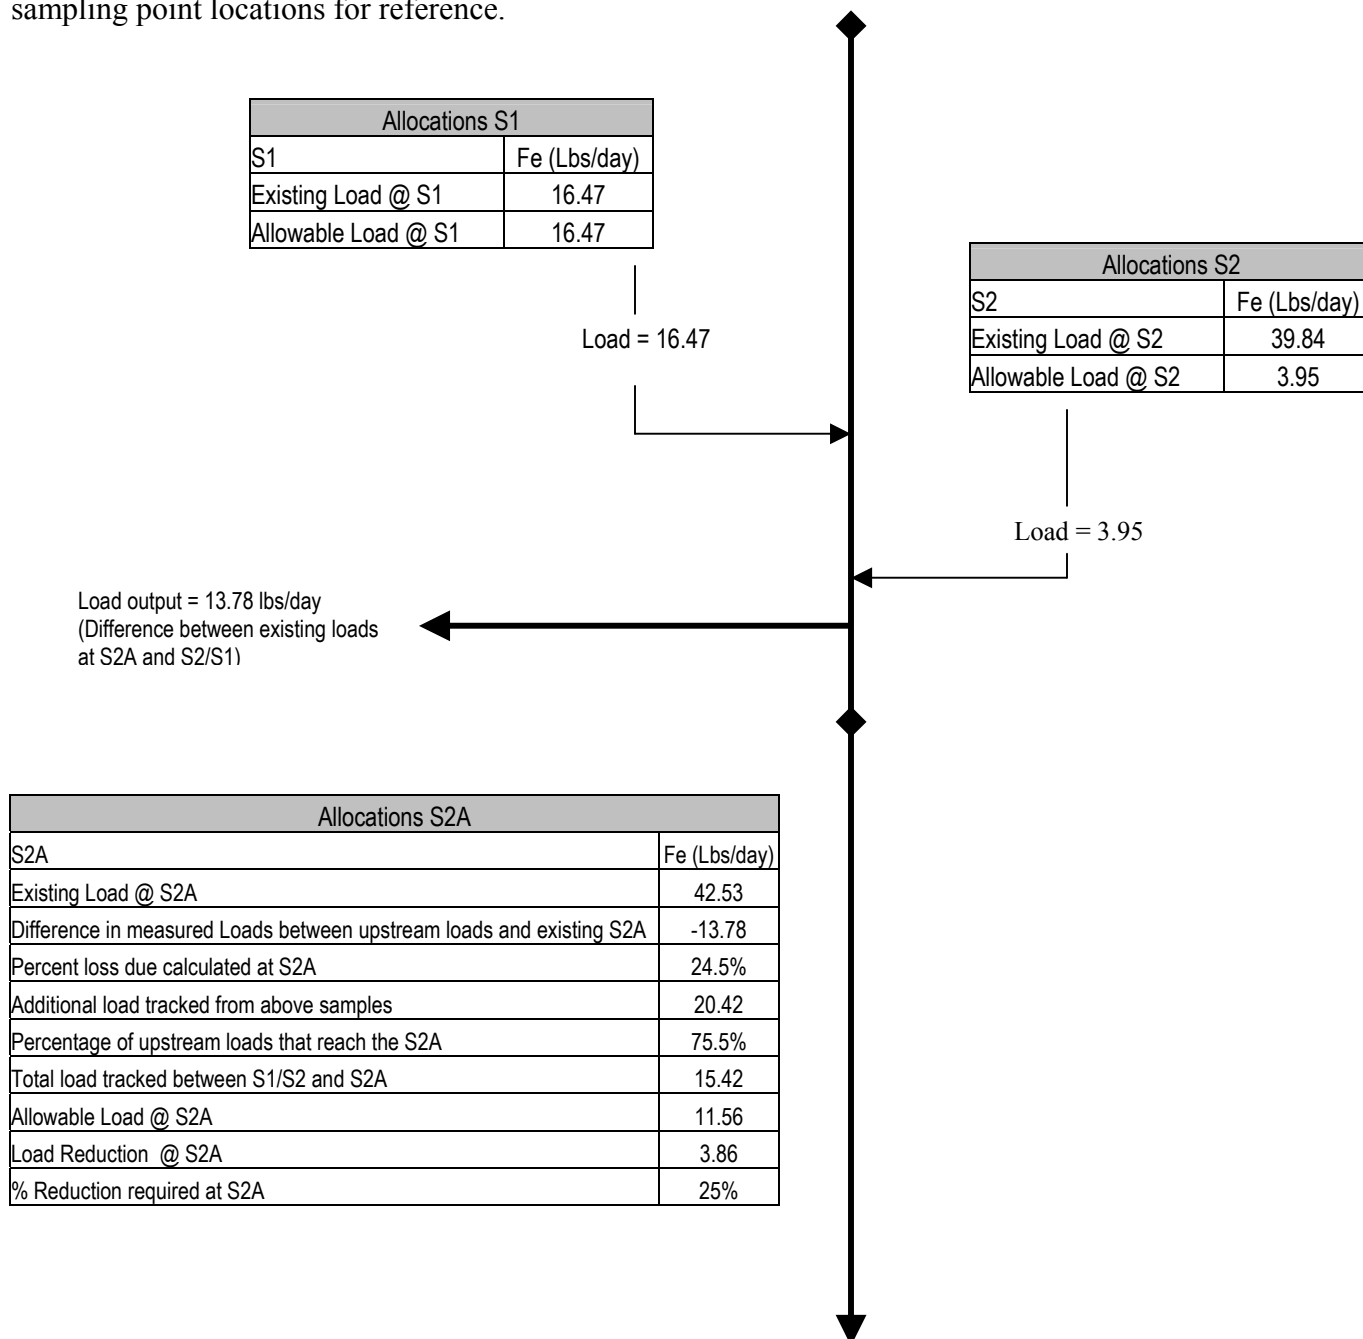 sampling point locations for reference.
Allocations S1
S1 Fe (Lbs/day)
Existing Load @ S1 16.47
Allowable Load @ S1 16.47
Load = 16.47
Allocations S2
S2 Fe (Lbs/day)
Existing Load @ S2 39.84
Allowable Load @ S2 3.95
Load = 3.95
Load output = 13.78 lbs/day
(Difference between existing loads
at S2A and S2/S1)
Allocations S2A
S2A Fe (Lbs/day)
Existing Load @ S2A 42.53
Difference in measured Loads between upstream loads and existing S2A -13.78
Percent loss due calculated at S2A 24.5%
Additional load tracked from above samples 20.42
Percentage of upstream loads that reach the S2A 75.5%
Total load tracked between S1/S2 and S2A 15.42
Allowable Load @ S2A 11.56
Load Reduction @ S2A 3.86
% Reduction required at S2A 25%